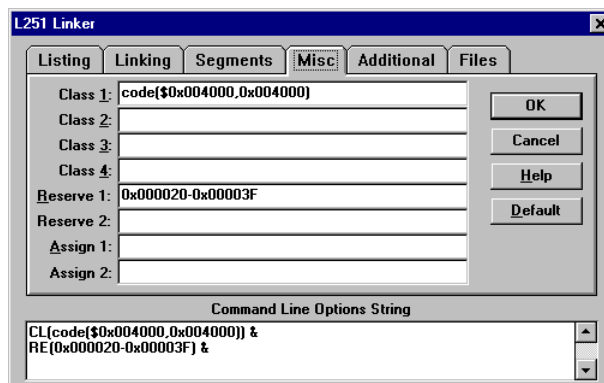 L251 Linker
Listing Linking Segments Misc Additional Files
Class 1: code($0x004000,0x004000)
Class 2:
Class 3:
Class 4:
Reserve 1: 0x000020-0x00003F
Reserve 2:
Assign 1:
Assign 2:
OK
Cancel
Help
Default
Command Line Options String
CL(code($0x004000,0x004000)) &
RE(0x000020-0x00003F) &